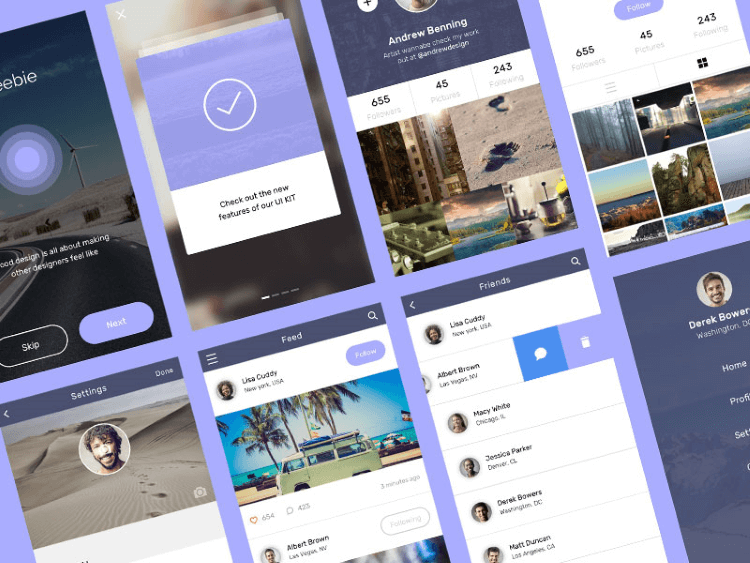 eebie
ood design is all about making
other designers feel like
Skip
Next
Check out the new
features of our UI KIT
Andrew Benning
Artist wannabe check my work
out at @andrewdesign
655
Followers
45
Pictures
243
Following
Follow
655
Followers
45
Pictures
243
Following
Settings
Done
Feed
Lisa Cuddy
New york, USA
Follow
654
423
3 minutes ago
Albert Brown
Las Vegas, NV
Following
Friends
Lisa Cuddy
New york, USA
Albert Brown
Las Vegas, NV
Macy White
Chicago, IL
Jessica Parker
Denver, CL
Derek Bowers
Washington, DC
Matt Duncan
Los Angeles, CA
Derek Bowers
Washington, DC
Home
Profil
Set